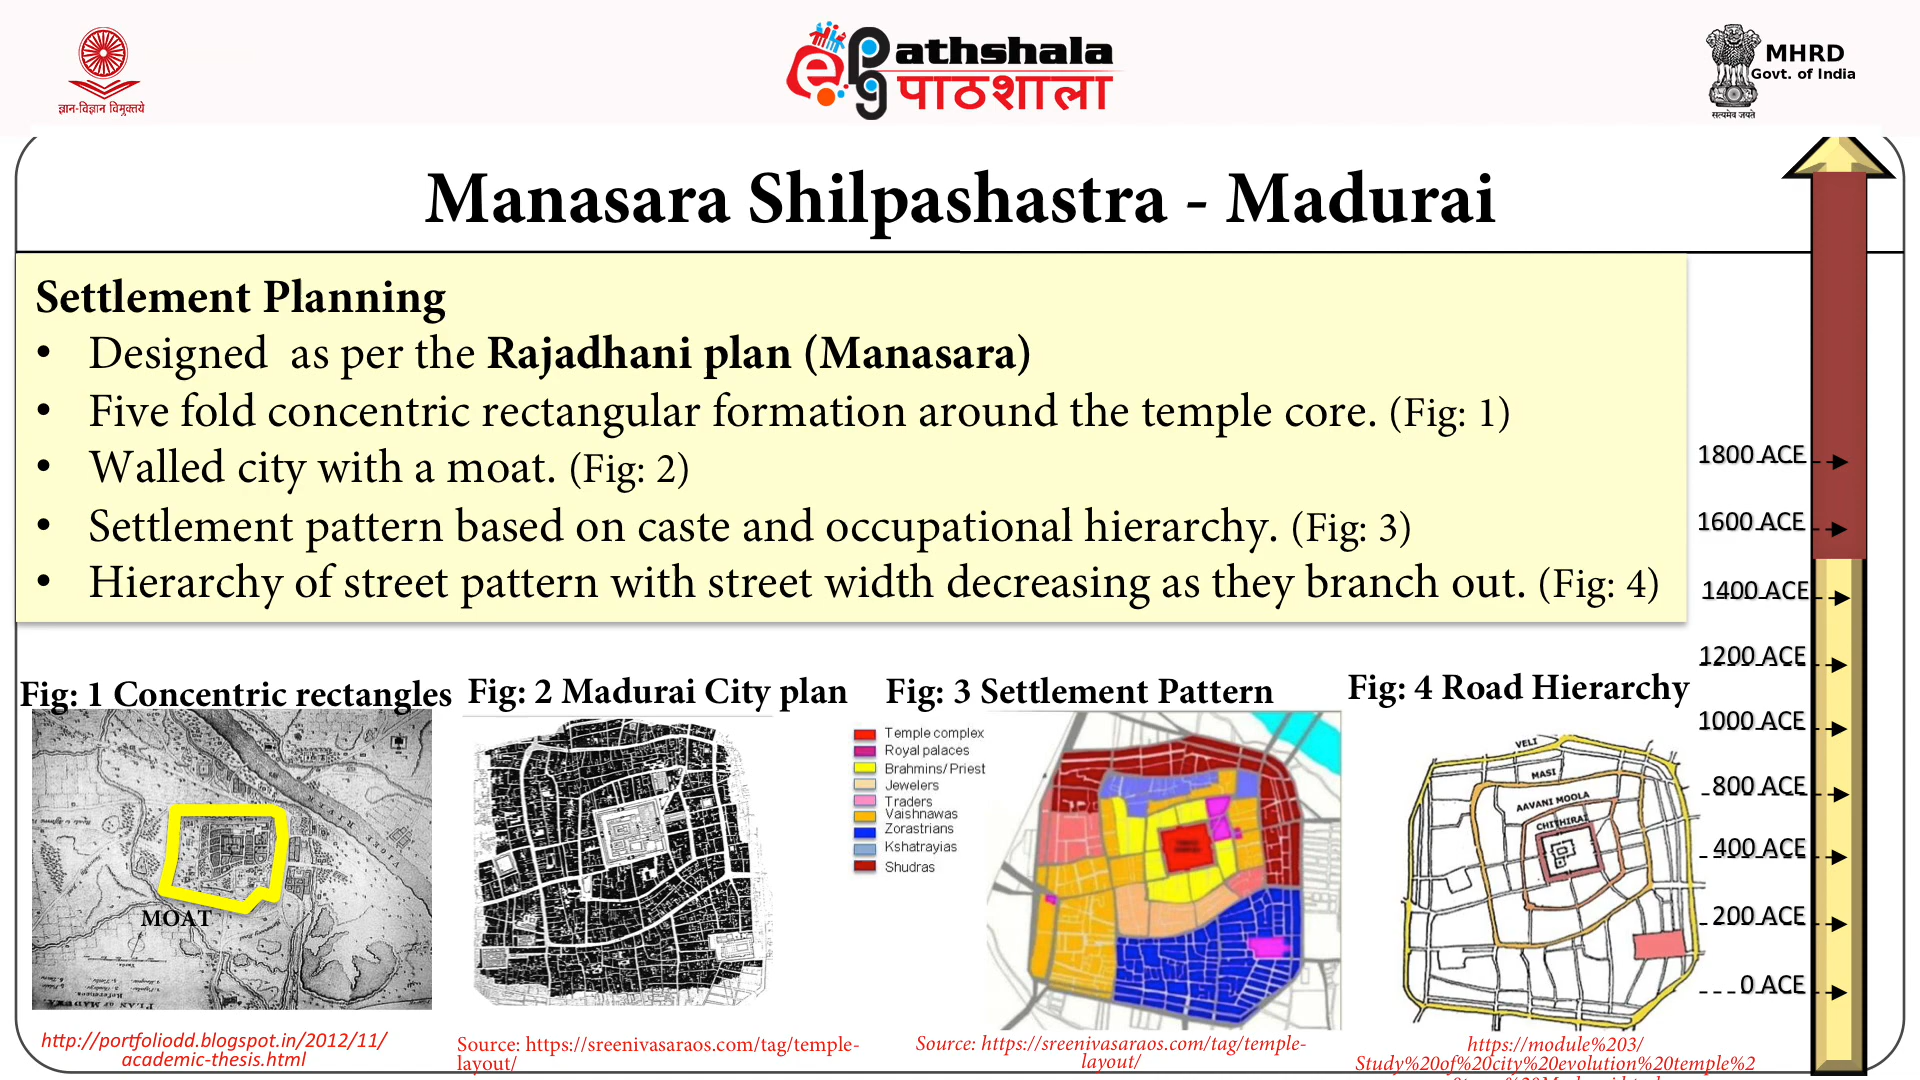 ज्ञान-विज्ञान विमुक्तये
e Pg athshala
पाठशाला
MHRD
Govt. of India
सत्यमेव जयते
Manasara Shilpashastra - Madurai
Settlement Planning
• Designed as per the Rajadhani plan (Manasara)
• Five fold concentric rectangular formation around the temple core. (Fig: 1)
• Walled city with a moat. (Fig: 2)
• Settlement pattern based on caste and occupational hierarchy. (Fig: 3)
• Hierarchy of street pattern with street width decreasing as they branch out. (Fig: 4)
1800 ACE
1600 ACE
1400 ACE
1200 ACE
1000 ACE
800 ACE
400 ACE
200 ACE
0 ACE
Fig: 1 Concentric rectangles
MOAT
PLAN OF MADURA
References
http://portfoliodd.blogspot.in/2012/11/
academic-thesis.html
Fig: 2 Madurai City plan
Source: https://sreenivasaraos.com/tag/temple-
layout/
Fig: 3 Settlement Pattern
Temple complex
Royal palaces
Brahmins/ Priest
Jewelers
Traders
Vaishnawas
Zorastrians
Kshatrayias
Shudras
Source: https://sreenivasaraos.com/tag/temple-
layout/
Fig: 4 Road Hierarchy
VELI
MASI
AAVANI MOOLA
CHITHIRAI
https://module%203/
Study%20of%20city%20evolution%20temple%2